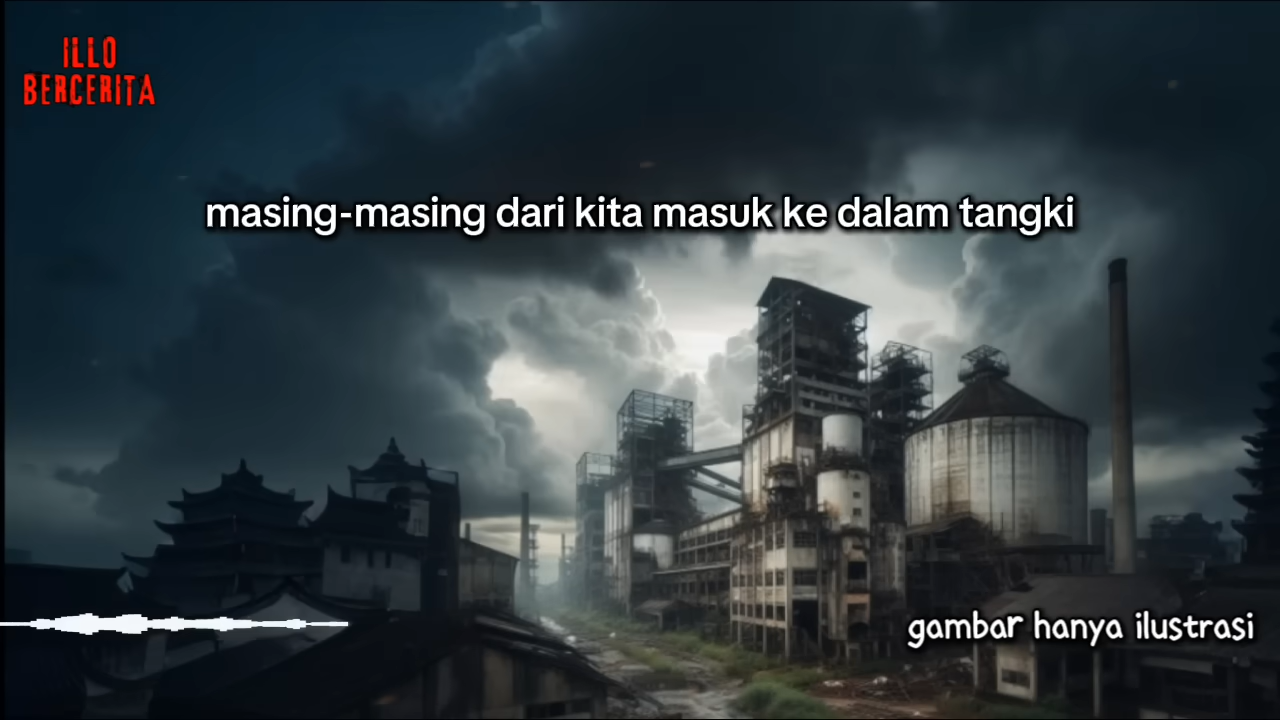 ILLO
BERCERITA
masing-masing dari kita masuk ke dalam tangki
gambar hanya ilustrasi